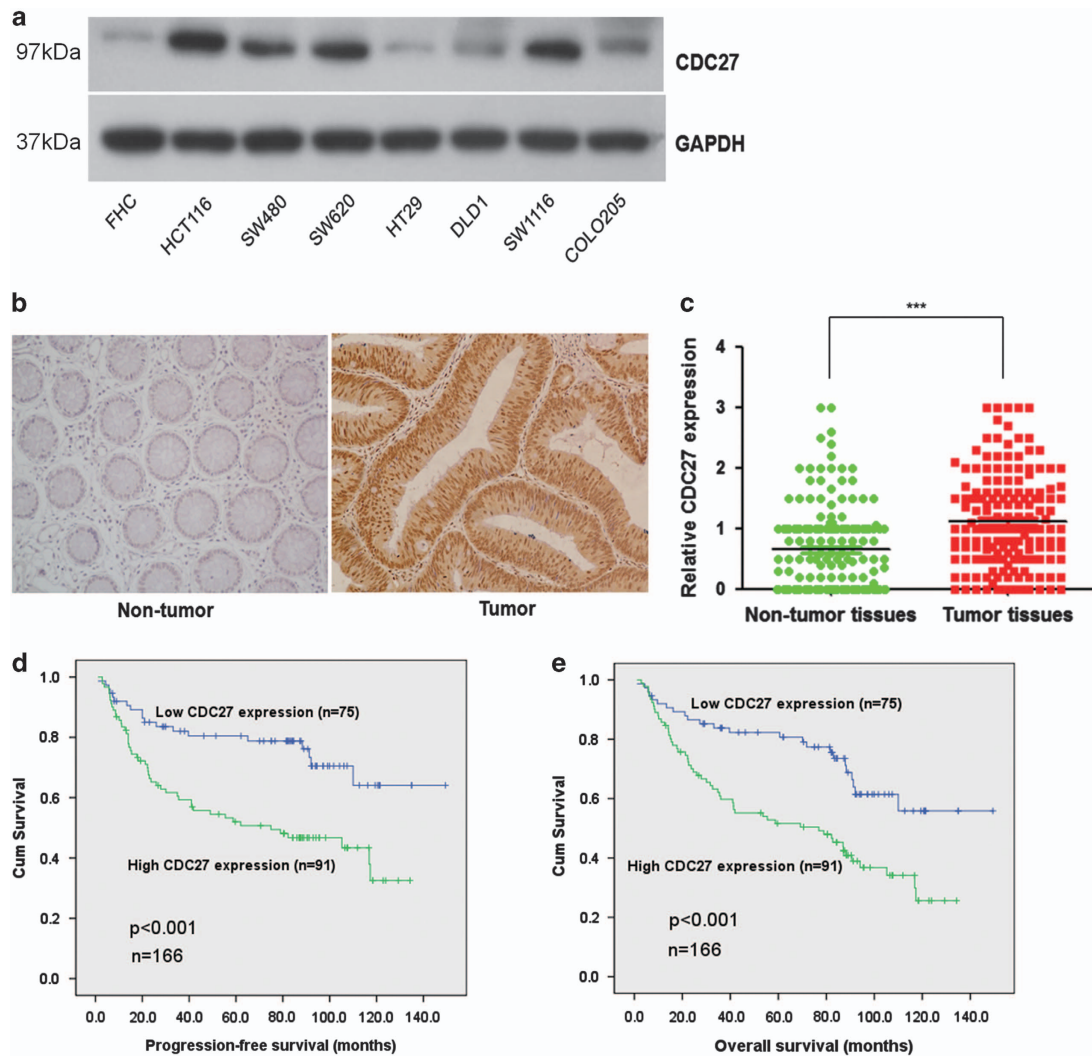 a
97kDa
CDC27
37kDa
GAPDH
FHC
HCT116
SW480
SW620
HT29
DLD1
SW1116
COLO205
b
Non-tumor
Tumor
c
***
Relative CDC27 expression
4
3
2
1
0
Non-tumor tissues
Tumor tissues
d
Cum Survival
1.0
0.8
0.6
0.4
0.2
0.0
Low CDC27 expression (n=75)
High CDC27 expression (n=91)
p<0.001
n=166
0.0 20.0 40.0 60.0 80.0 100.0 120.0 140.0
Progression-free survival (months)
e
Cum Survival
1.0
0.8
0.6
0.4
0.2
0.0
Low CDC27 expression (n=75)
High CDC27 expression (n=91)
p<0.001
n=166
0.0 20.0 40.0 60.0 80.0 100.0 120.0 140.0
Overall survival (months)